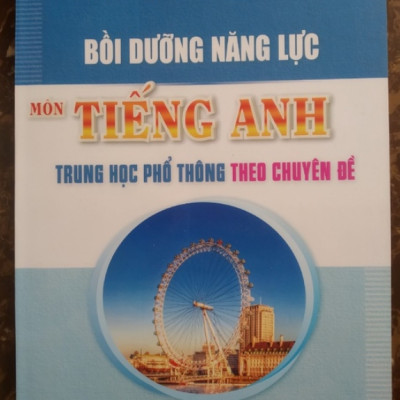 BỒI DƯỠNG NĂNG LỰC
MÔN TIẾNG ANH
TRUNG HỌC PHỔ THÔNG THEO CHUYÊN ĐỀ